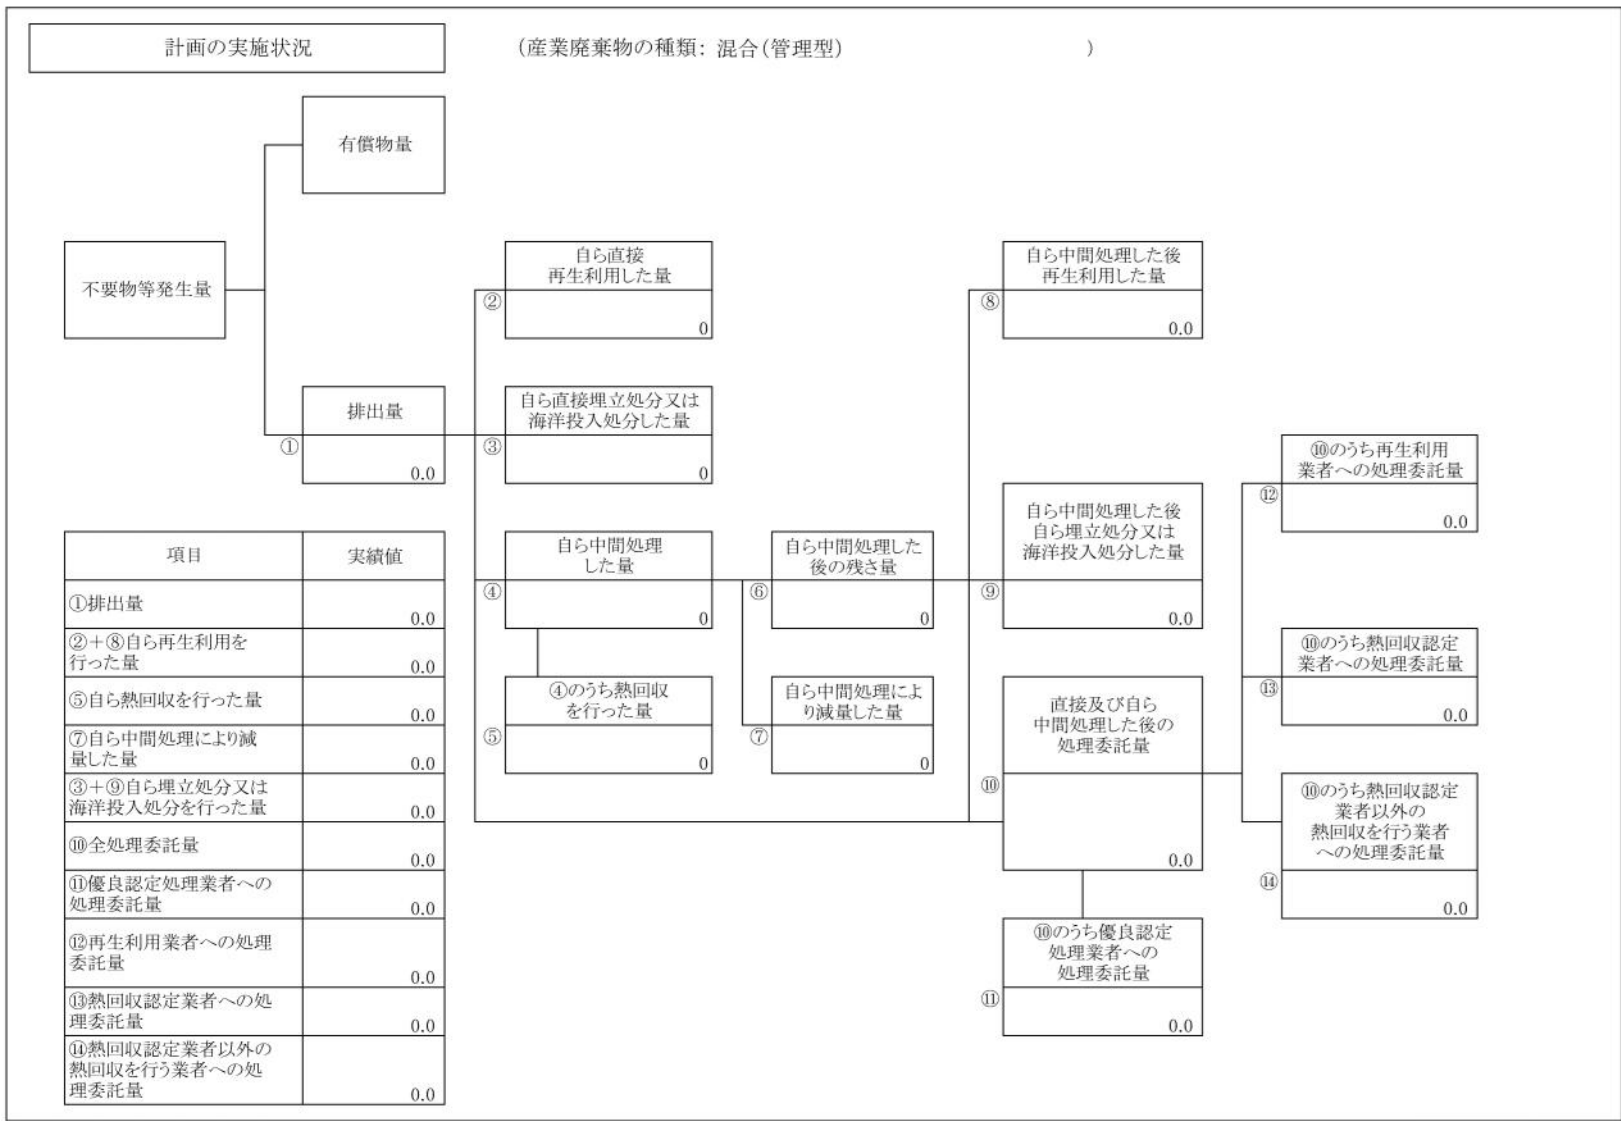 計画の実施状況
(産業廃棄物の種類: 混合(管理型) )
有償物量
不要物等発生量
自ら直接
再生利用した量
②
0
自ら中間処理した後
再生利用した量
⑧
0.0
排出量
①
0.0
自ら直接埋立処分又は
海洋投入処分した量
③
0
⑩のうち再生利用
業者への処理委託量
⑫
0.0
自ら中間処理した後
自ら埋立処分又は
海洋投入処分した量
⑨
0.0
自ら中間処理
した量
④
0
自ら中間処理した
後の残さ量
⑥
0
⑩のうち熱回収認定
業者への処理委託量
⑬
0.0
④のうち熱回収
を行った量
⑤
0
自ら中間処理によ
り減量した量
⑦
0
直接及び自ら
中間処理した後の
処理委託量
⑩
0.0
⑩のうち熱回収認定
業者以外の
熱回収を行う業者
への処理委託量
⑭
0.0
⑩のうち優良認定
処理業者への
処理委託量
⑪
0.0
項目 実績値
①排出量
0.0
②+⑧自ら再生利用を
行った量
0.0
⑤自ら熱回収を行った量
0.0
⑦自ら中間処理により減
量した量
0.0
③+⑨自ら埋立処分又は
海洋投入処分を行った量
0.0
⑩全処理委託量
0.0
⑪優良認定処理業者への
処理委託量
0.0
⑫再生利用業者への処理
委託量
0.0
⑬熱回収認定業者への処
理委託量
0.0
⑭熱回収認定業者以外の
熱回収を行う業者への処
理委託量
0.0